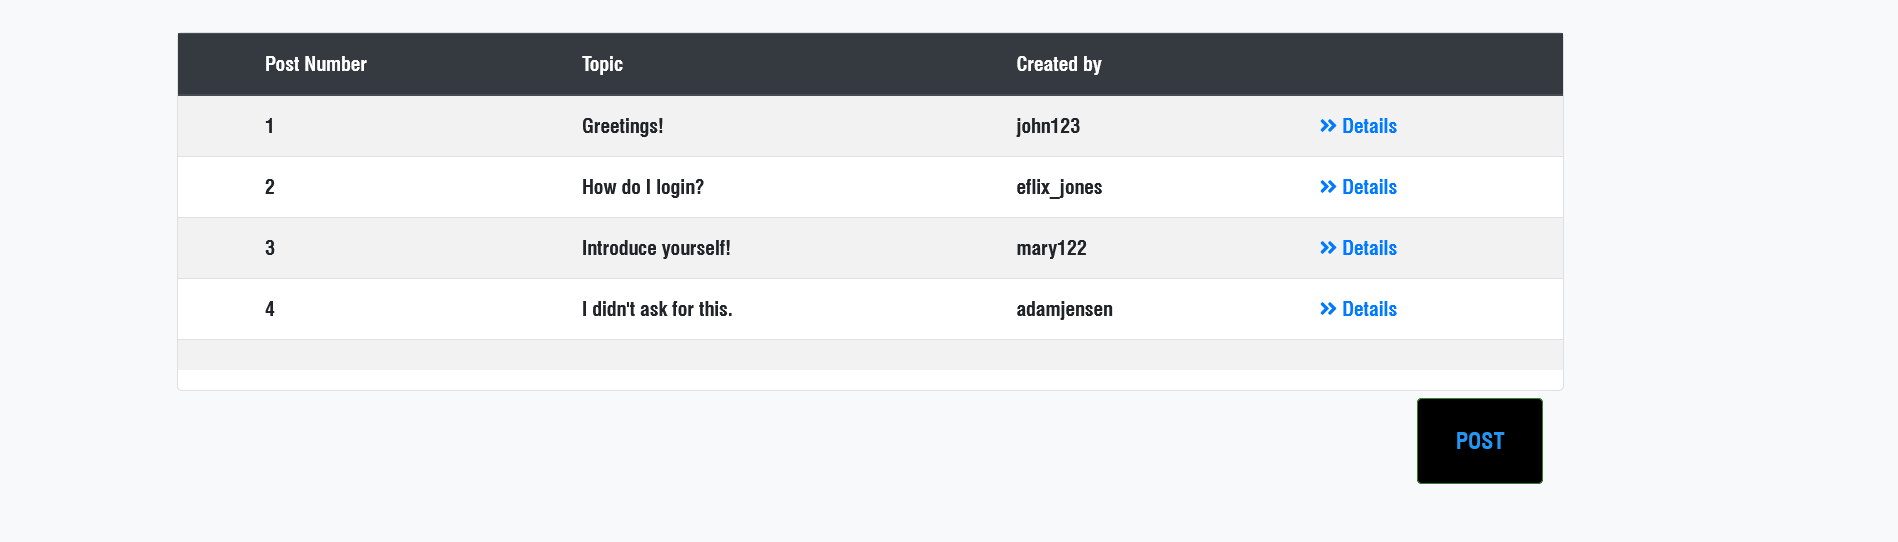 Post Number Topic Created by
1 Greetings! john123 Details
2 How do I login? eflix_jones Details
3 Introduce yourself! mary122 Details
4 I didn't ask for this. adamjensen Details
POST